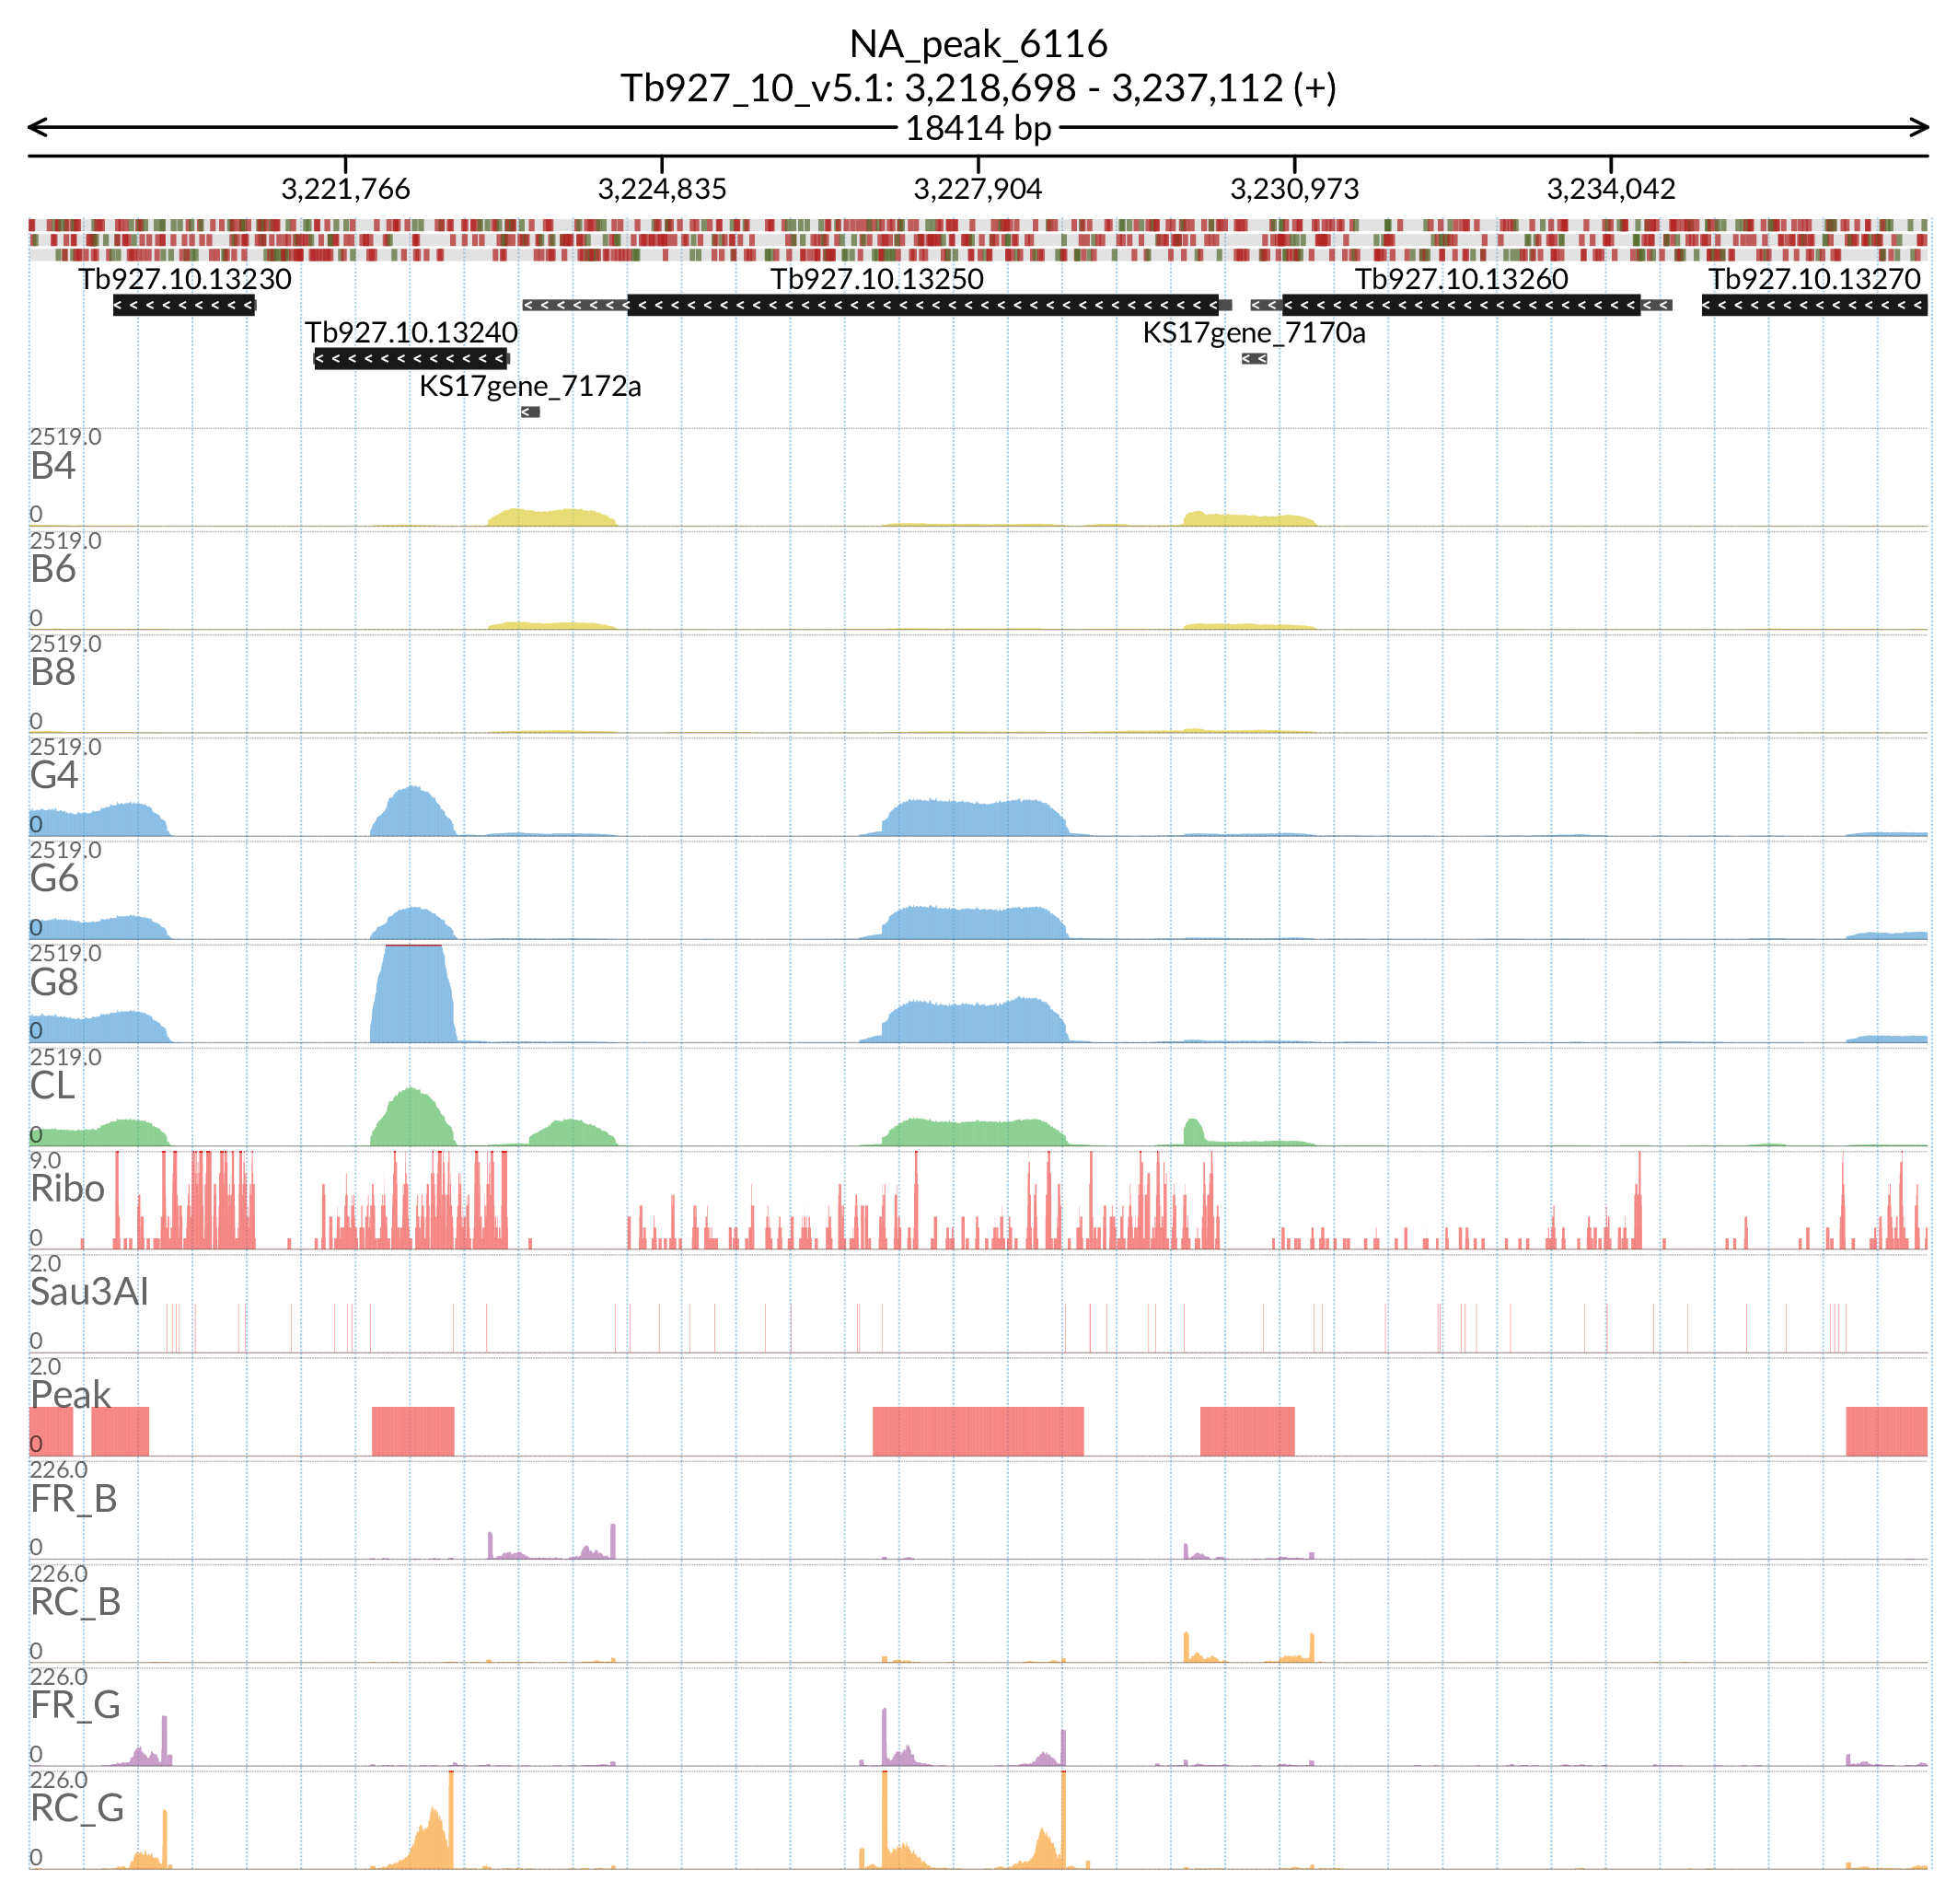 NA_peak_6116
Tb927_10_v5.1: 3,218,698 - 3,237,112 (+)
18414 bp
3,221,766 3,224,835 3,227,904 3,230,973 3,234,042
Tb927.10.13230 Tb927.10.13250 Tb927.10.13260 Tb927.10.13270
Tb927.10.13240 KS17gene_7170a
KS17gene_7172a
2519.0
B4
0
2519.0
B6
0
2519.0
B8
0
2519.0
G4
0
2519.0
G6
0
2519.0
G8
0
2519.0
CL
0
9.0
Ribo
0
2.0
Sau3AI
0
2.0
Peak
0
226.0
FR_B
0
226.0
RC_B
0
226.0
FR_G
0
226.0
RC_G
0